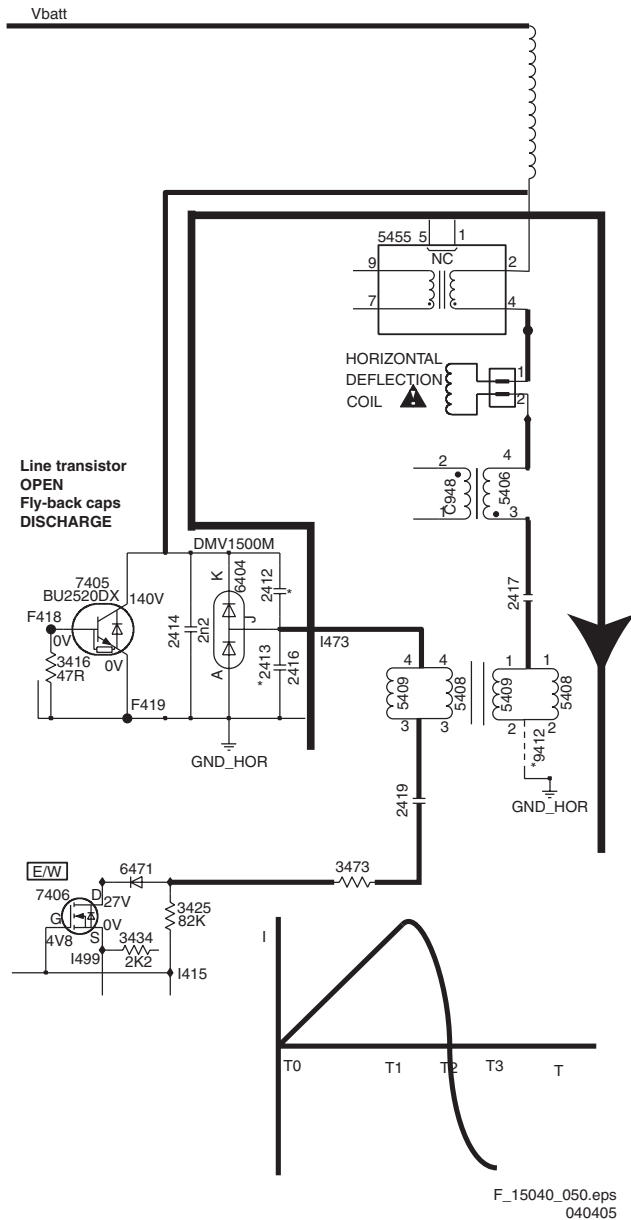 Vbatt
5455 5 1
NC
9 2
7 4
HORIZONTAL
DEFLECTION
COIL
1
2
Line transistor
OPEN
Fly-back caps
DISCHARGE
2 4
C948
5406
1 3
DMV1500M
7405
BU2520DX
140V
K
6404
J
A
2412
*
2414
2n2
F418
0V
3416
47R
0V
*2413
2416
I473
2417
F419
GND_HOR
4 4
5409
5408
3 3
1 1
5409
5408
2 2
*9412
GND_HOR
2419
E/W
6471
3473
7406
D
27V
G
0V
4V8
S
3425
82K
3434
2K2
I499
I415
I
T0 T1 T2 T3 T
F_15040_050.eps
040405